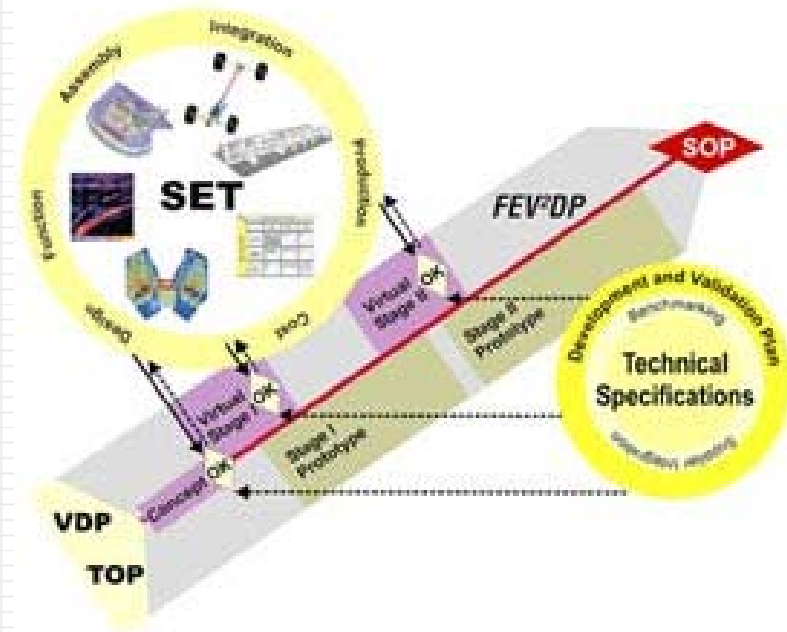 Integration
Assembly
Production
Function
SET
Design
Cost
SOP
FEV²DP
OK
Virtual
Stage II
Stage II
Prototype
Development and Validation Plan
Benchmarking
Technical
Specifications
Supplier Integration
OK
Virtual
Stage I
Stage I
Prototype
OK
Concept
VDP
TOP